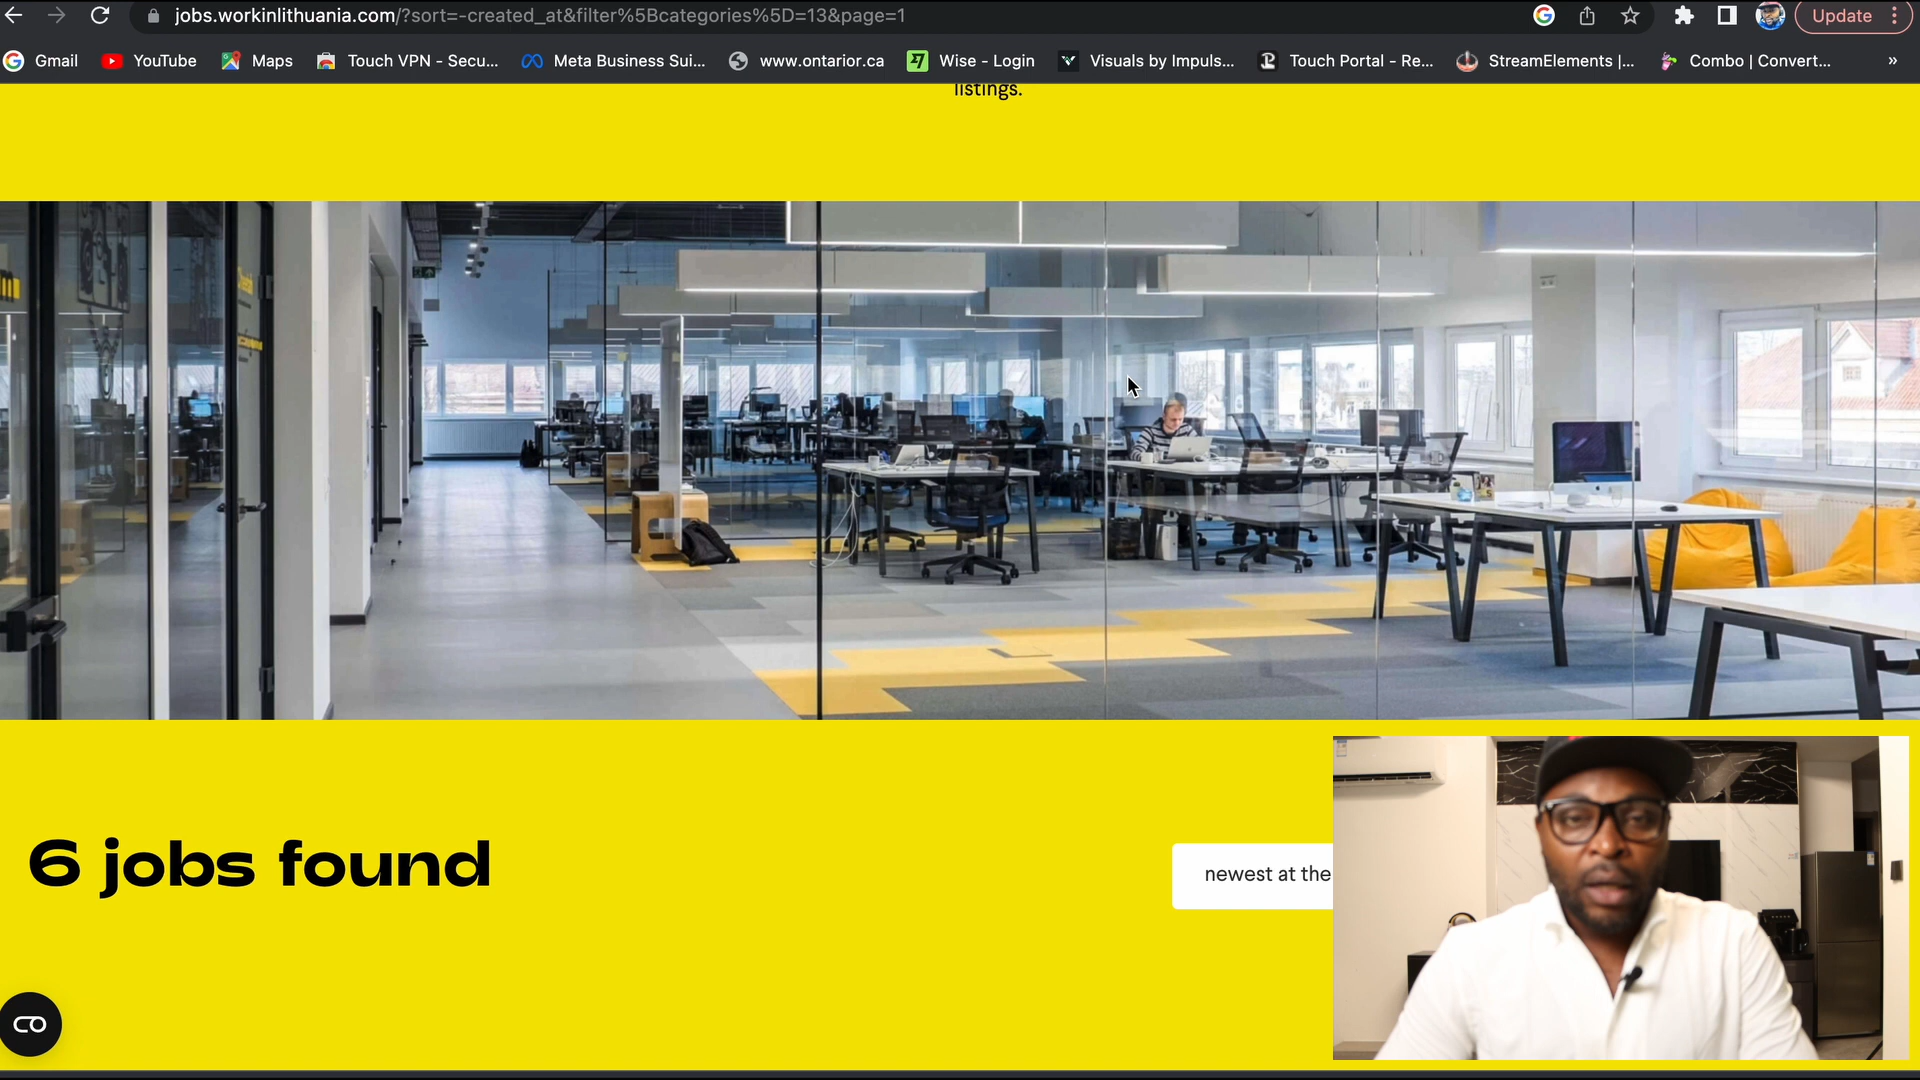 jobs.workinlithuania.com/?sort=-created_at&filter%5Bcategories%5D=13&page=1
Update
Gmail
YouTube
Maps
Touch VPN - Secu...
Meta Business Sui...
www.ontarior.ca
Wise - Login
Visuals by Impuls...
Touch Portal - Re...
StreamElements |...
Combo | Convert...
»
listings.
6 jobs found
newest at the